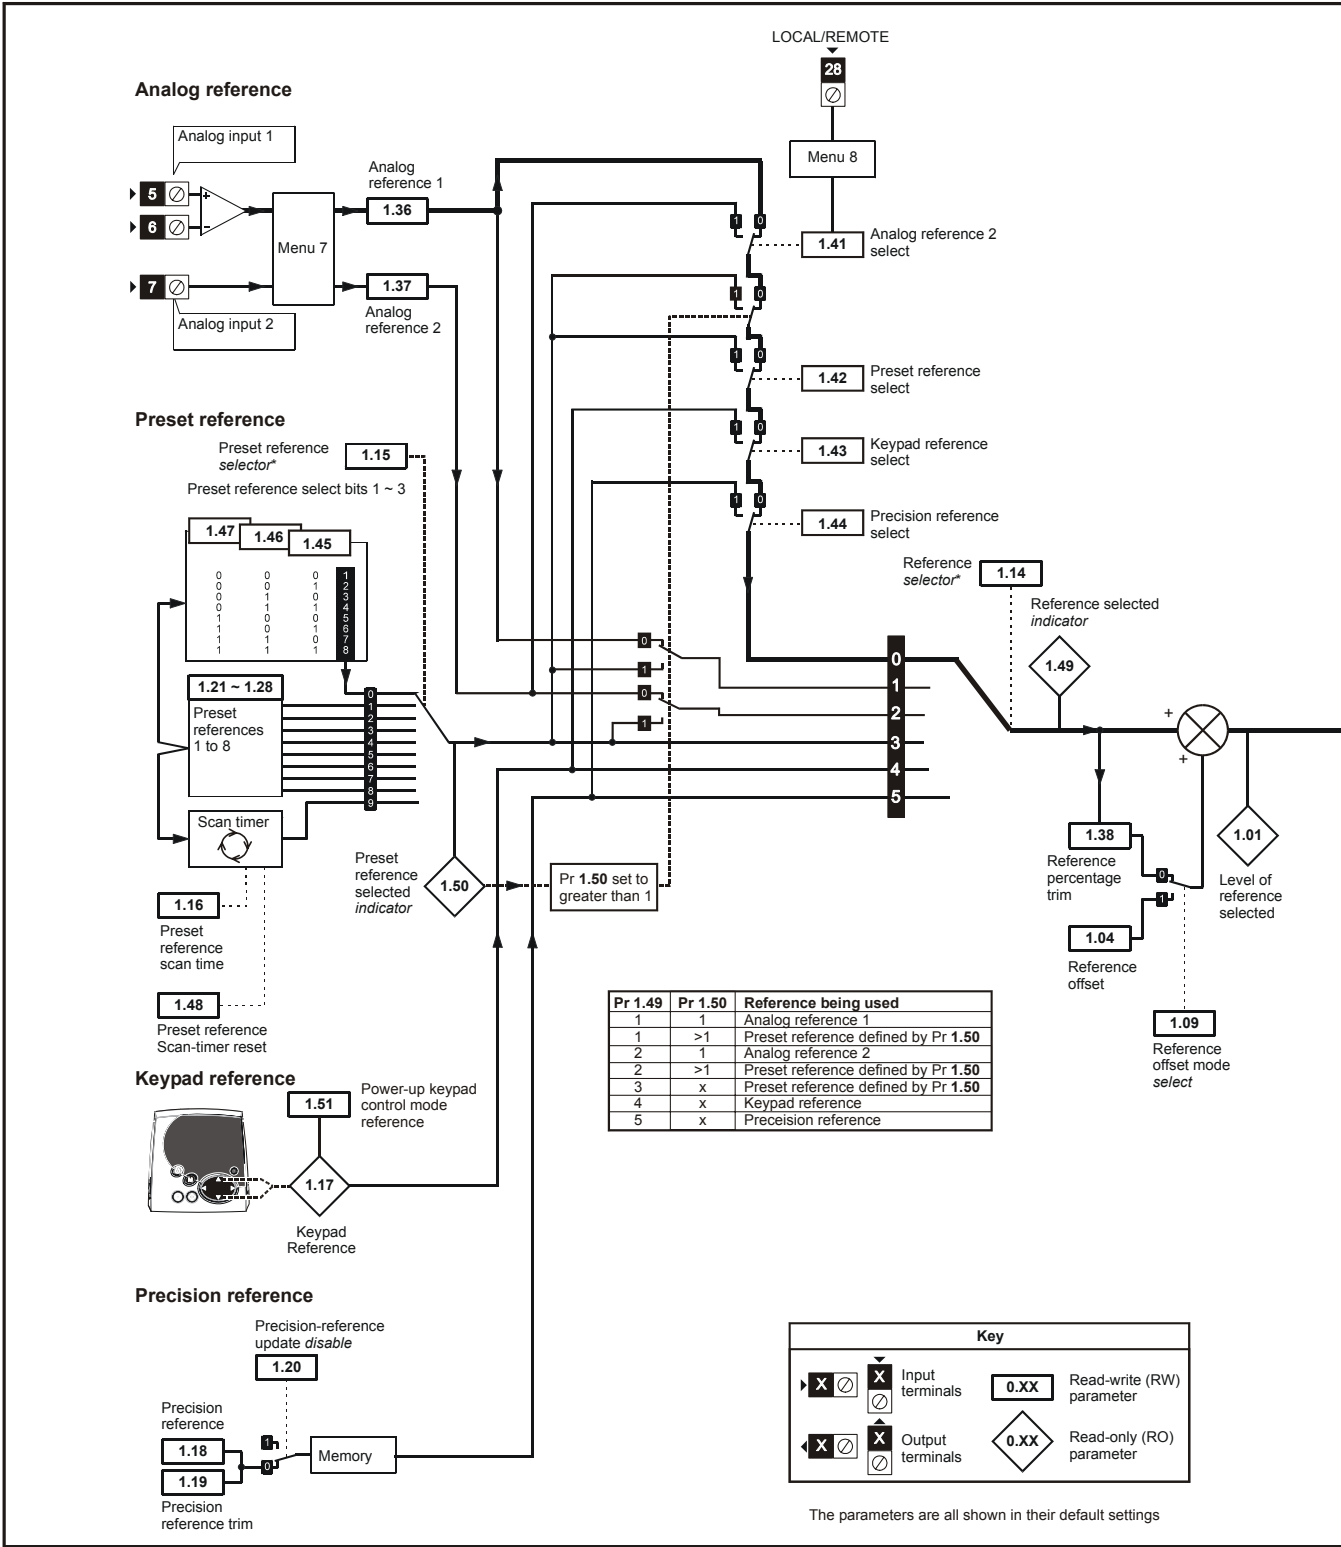 LOCAL/REMOTE
28
Menu 8
Analog reference
Analog input 1
5
+
6
−
7
Analog input 2
Menu 7
Analog
reference 1
1.36
1.37
Analog
reference 2
1 0
1.41
Analog reference 2
select
1 0
1 0
1.42
Preset reference
select
1 0
1.43
Keypad reference
select
1 0
1.44
Precision reference
select
Preset reference
Preset reference
selector*
1.15
Preset reference select bits 1 ~ 3
1.47
1.46
1.45
0 0 0 1
0 0 1 2
0 1 0 3
0 1 1 4
1 0 0 5
1 0 1 6
1 1 0 7
1 1 1 8
1.21 ~ 1.28
Preset
references
1 to 8
0
1
2
3
4
5
6
7
8
9
Scan timer
1.16
Preset
reference
scan time
1.48
Preset reference
Scan-timer reset
Preset
reference
selected
indicator
1.50
Pr 1.50 set to
greater than 1
0
1
0
1
0
1
2
3
4
5
Reference
selector*
1.14
Reference selected
indicator
1.49
+
+
1.38
Reference
percentage
trim
0
1
1.04
Reference
offset
1.01
Level of
reference
selected
1.09
Reference
offset mode
select
Pr 1.49 Pr 1.50 Reference being used
1 1 Analog reference 1
1 >1 Preset reference defined by Pr 1.50
2 1 Analog reference 2
2 >1 Preset reference defined by Pr 1.50
3 x Preset reference defined by Pr 1.50
4 x Keypad reference
5 x Preceision reference
Keypad reference
1.51
Power-up keypad
control mode
reference
1.17
Keypad
Reference
Precision reference
Precision-reference
update disable
1.20
Precision
reference
1.18
1.19
Precision
reference trim
1
0
Memory
Key
X X
Input
terminals
0.XX
Read-write (RW)
parameter
X X
Output
terminals
0.XX
Read-only (RO)
parameter
The parameters are all shown in their default settings